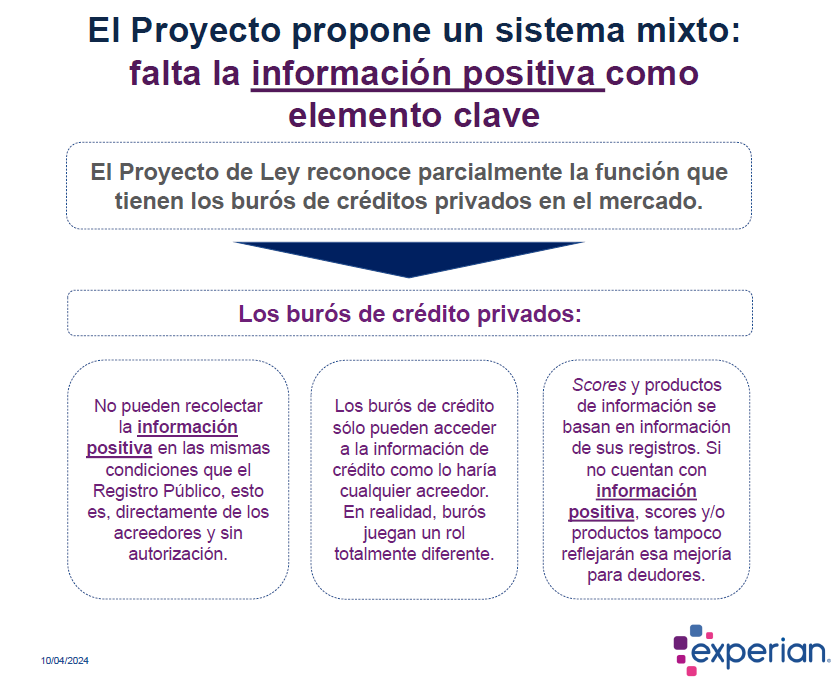 El Proyecto propone un sistema mixto:
falta la información positiva como
elemento clave
El Proyecto de Ley reconoce parcialmente la función que
tienen los burós de créditos privados en el mercado.
Los burós de crédito privados:
No pueden recolectar
la información
positiva en las mismas
condiciones que el
Registro Público, esto
es, directamente de los
acreedores y sin
autorización.
Los burós de crédito
sólo pueden acceder
a la información de
crédito como lo haría
cualquier acreedor.
En realidad, burós
juegan un rol
totalmente diferente.
Scores y productos
de información se
basan en información
de sus registros. Si
no cuentan con
información
positiva, scores y/o
productos tampoco
reflejarán esa mejoría
para deudores.
10/04/2024
experian.